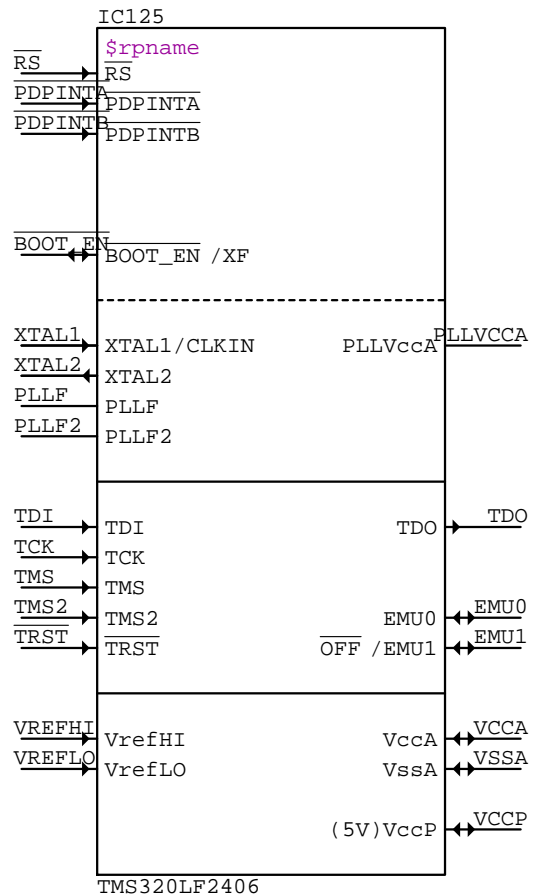 IC125
$rpname
RS RS
PDPINTA PDPINTA
PDPINTB PDPINTB
BOOT_EN BOOT_EN /XF
XTAL1 XTAL1/CLKIN PLLVccA PLLVCCA
XTAL2 XTAL2
PLLF PLLF
PLLF2 PLLF2
TDI TDI TDO TDO
TCK TCK
TMS TMS
TMS2 TMS2 EMU0 EMU0
TRST TRST OFF /EMU1 EMU1
VREFHI VrefHI VccA VCCA
VREFLO VrefLO VssA VSSA
(5V)VccP VCCP
TMS320LF2406